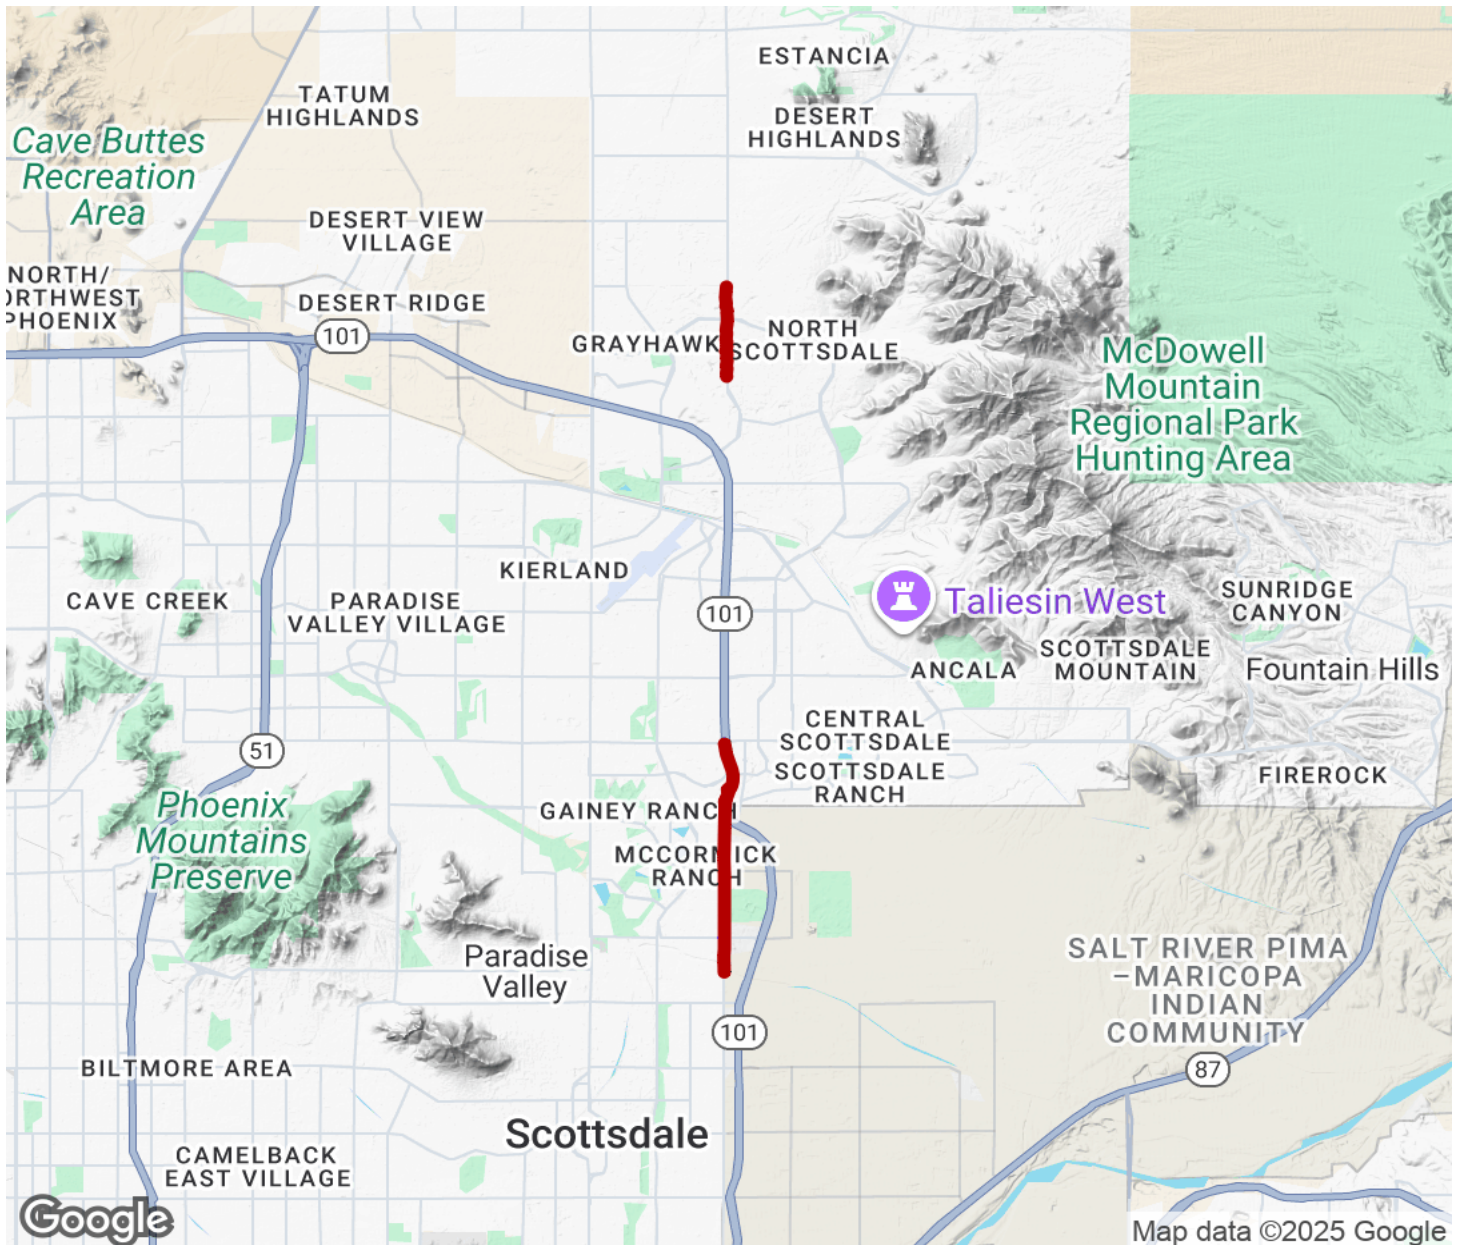 ESTANCIA
TATUM
HIGHLANDS
DESERT
HIGHLANDS
Cave Buttes
Recreation
Area
DESERT VIEW
VILLAGE
NORTH/
ORTHWEST
PHOENIX
DESERT RIDGE
101
GRAYHAWK
NORTH
SCOTTSDALE
McDowell
Mountain
Regional Park
Hunting Area
KIERLAND
CAVE CREEK
PARADISE
VALLEY VILLAGE
101
Taliesin West
SUNRIDGE
CANYON
ANCALA
SCOTTSDALE
MOUNTAIN
Fountain Hills
51
CENTRAL
SCOTTSDALE
SCOTTSDALE
RANCH
FIREROCK
Phoenix
Mountains
Preserve
GAINEY RANCH
MCCORMICK
RANCH
Paradise
Valley
SALT RIVER PIMA
–MARICOPA
INDIAN
COMMUNITY
101
87
BILTMORE AREA
Scottsdale
CAMELBACK
EAST VILLAGE
Google
Map data ©2025 Google